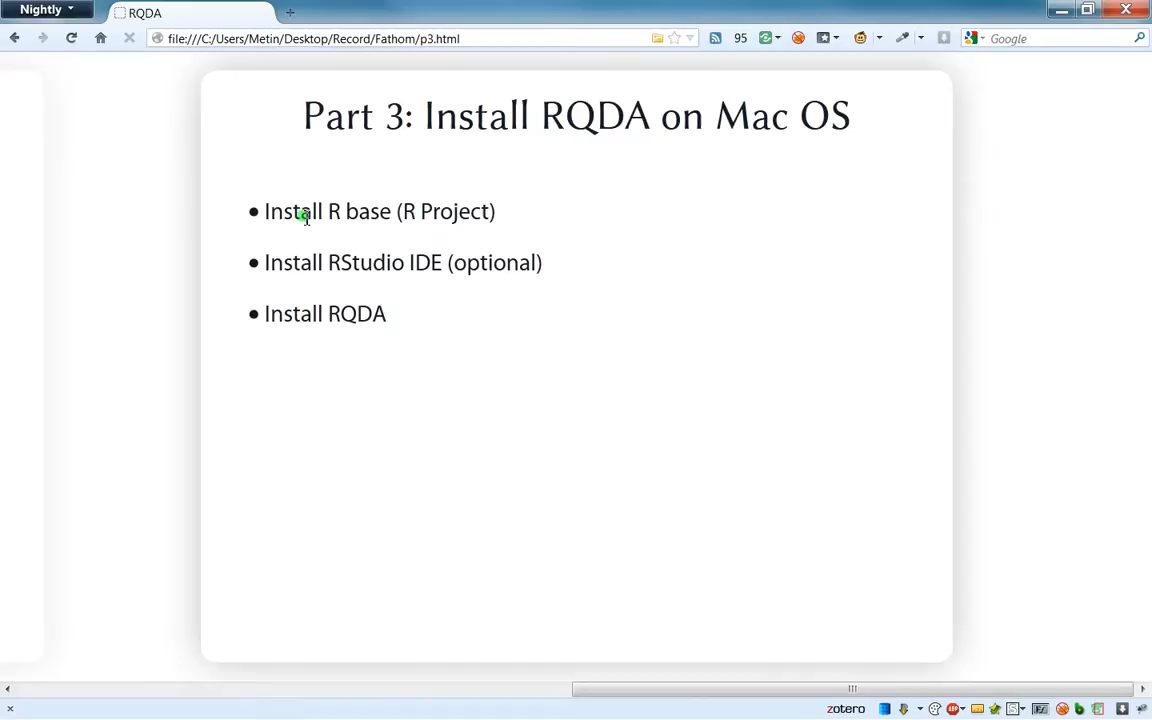 Nightly
RQDA
file:///C:/Users/Metin/Desktop/Record/Fathom/p3.html
95
Google
Part 3: Install RQDA on Mac OS
• Install R base (R Project)
• Install RStudio IDE (optional)
• Install RQDA
zotero